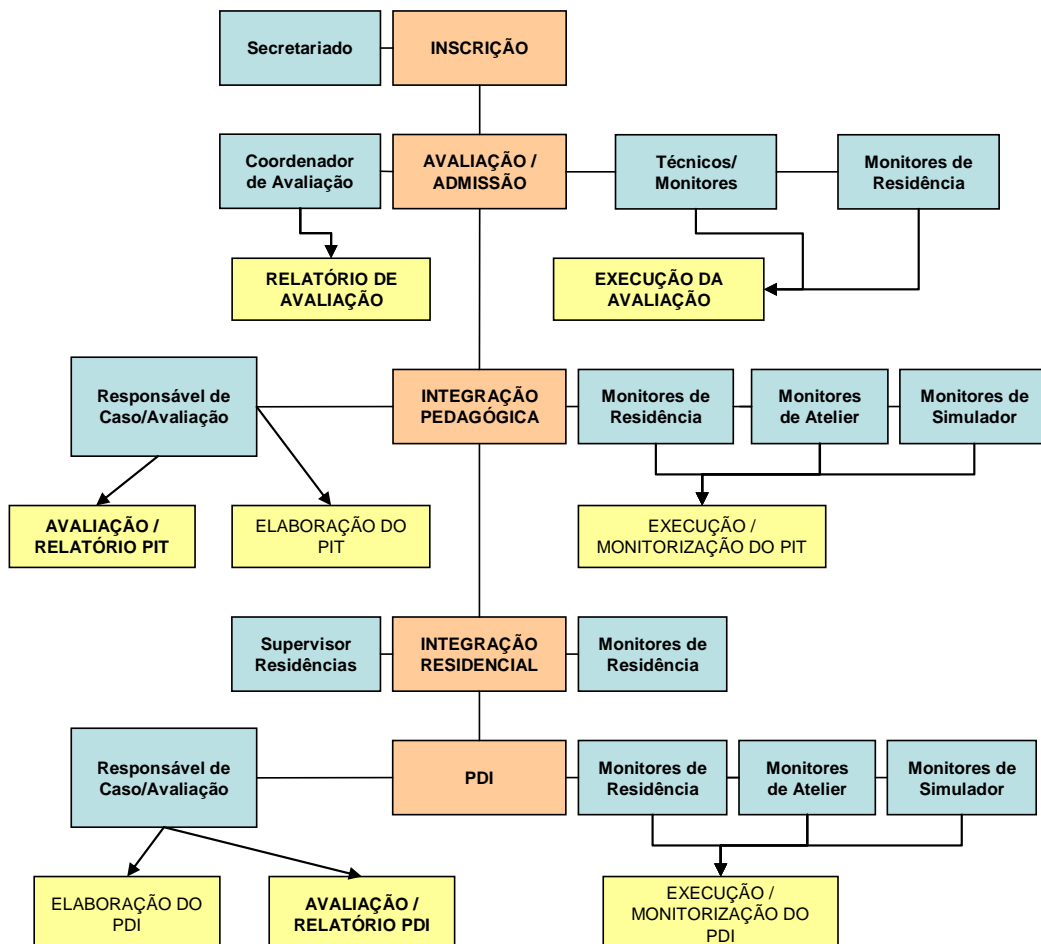 Secretariado
INSCRIÇÃO
Coordenador
de Avaliação
AVALIAÇÃO /
ADMISSÃO
Técnicos/
Monitores
Monitores de
Residência
RELATÓRIO DE
AVALIAÇÃO
EXECUÇÃO DA
AVALIAÇÃO
Responsável de
Caso/Avaliação
INTEGRAÇÃO
PEDAGÓGICA
Monitores de
Residência
Monitores
de Atelier
Monitores de
Simulador
AVALIAÇÃO /
RELATÓRIO PIT
ELABORAÇÃO DO
PIT
EXECUÇÃO /
MONITORIZAÇÃO DO PIT
Supervisor
Residências
INTEGRAÇÃO
RESIDENCIAL
Monitores de
Residência
Responsável de
Caso/Avaliação
PDI
Monitores de
Residência
Monitores
de Atelier
Monitores de
Simulador
ELABORAÇÃO DO
PDI
AVALIAÇÃO /
RELATÓRIO PDI
EXECUÇÃO /
MONITORIZAÇÃO DO
PDI